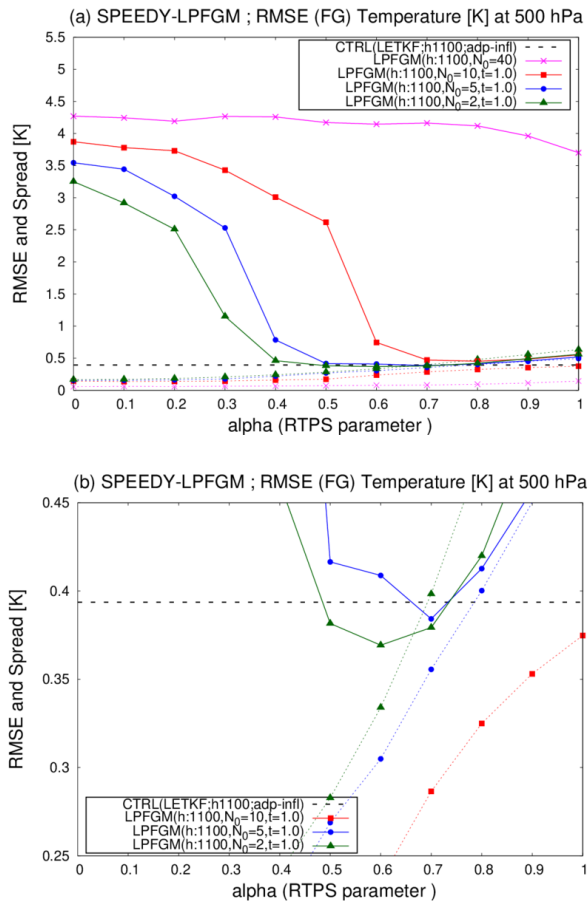 (a) SPEEDY-LPFGM ; RMSE (FG) Temperature [K] at 500 hPa
CTRL(LETKF;h1100;adp-infl)
LPFGM(h:1100,N0=40)
LPFGM(h:1100,N0=10,t=1.0)
LPFGM(h:1100,N0=5,t=1.0)
LPFGM(h:1100,N0=2,t=1.0)
5.5
5
4.5
4
3.5
3
2.5
2
1.5
1
0.5
0
RMSE and Spread [K]
0 0.1 0.2 0.3 0.4 0.5 0.6 0.7 0.8 0.9 1
alpha (RTPS parameter )
(b) SPEEDY-LPFGM ; RMSE (FG) Temperature [K] at 500 hPa
0.45
0.4
0.35
0.3
0.25
RMSE and Spread [K]
CTRL(LETKF;h1100;adp-infl)
LPFGM(h:1100,N0=10,t=1.0)
LPFGM(h:1100,N0=5,t=1.0)
LPFGM(h:1100,N0=2,t=1.0)
0 0.1 0.2 0.3 0.4 0.5 0.6 0.7 0.8 0.9 1
alpha (RTPS parameter )